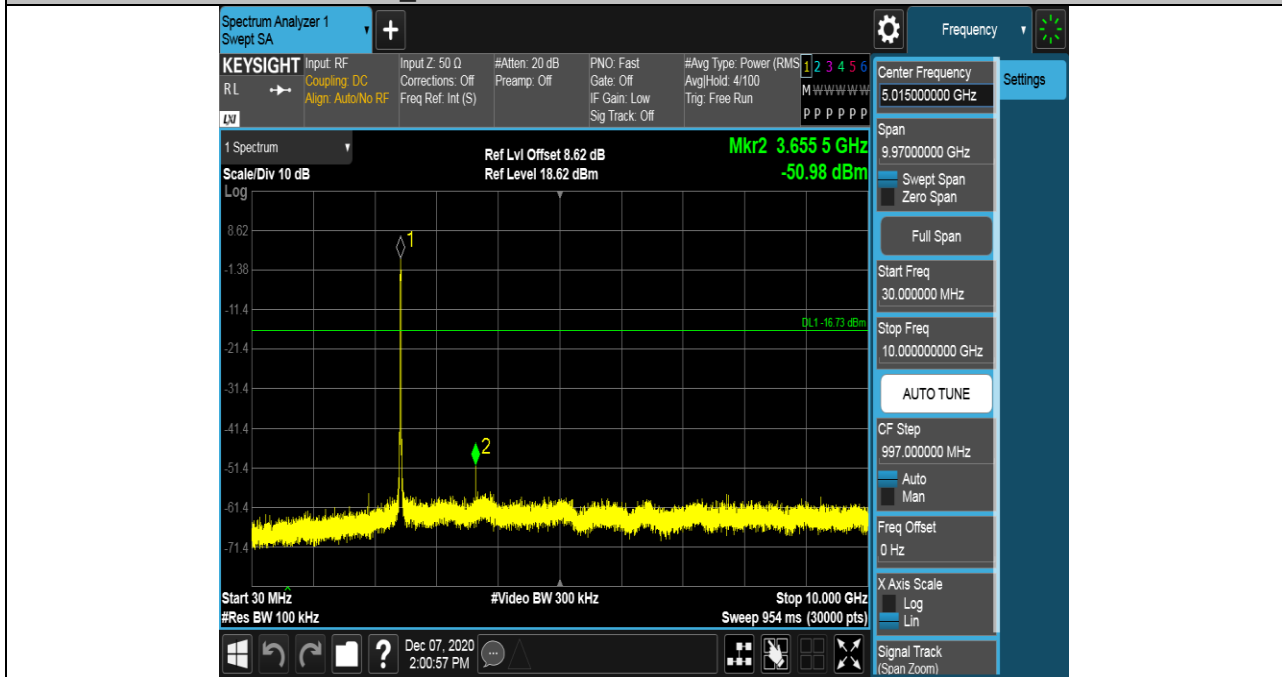 Spectrum Analyzer 1
Swept SA
+
Frequency
KEYSIGHT
RL
LXI
Input: RF
Coupling: DC
Align: Auto/No RF
Input Z: 50 Ω
Corrections: Off
Freq Ref: Int (S)
#Atten: 20 dB
Preamp: Off
PNO: Fast
Gate: Off
IF Gain: Low
Sig Track: Off
#Avg Type: Power (RMS
Avg|Hold: 4/100
Trig: Free Run
1 2 3 4 5 6
M W W W W W
P P P P P P
1 Spectrum
Scale/Div 10 dB
Log
Ref Lvl Offset 8.62 dB
Ref Level 18.62 dBm
Mkr2 3.655 5 GHz
-50.98 dBm
8.62
-1.38
-11.4
-21.4
-31.4
-41.4
-51.4
-61.4
-71.4
1
2
DL1 -16.73 dBm
Start 30 MHz
#Res BW 100 kHz
#Video BW 300 kHz
Stop 10.000 GHz
Sweep 954 ms (30000 pts)
Center Frequency
5.015000000 GHz
Settings
Span
9.97000000 GHz
Swept Span
Zero Span
Full Span
Start Freq
30.000000 MHz
Stop Freq
10.000000000 GHz
AUTO TUNE
CF Step
997.000000 MHz
Auto
Man
Freq Offset
0 Hz
X Axis Scale
Log
Lin
Signal Track
(Span Zoom)
?
Dec 07, 2020
2:00:57 PM